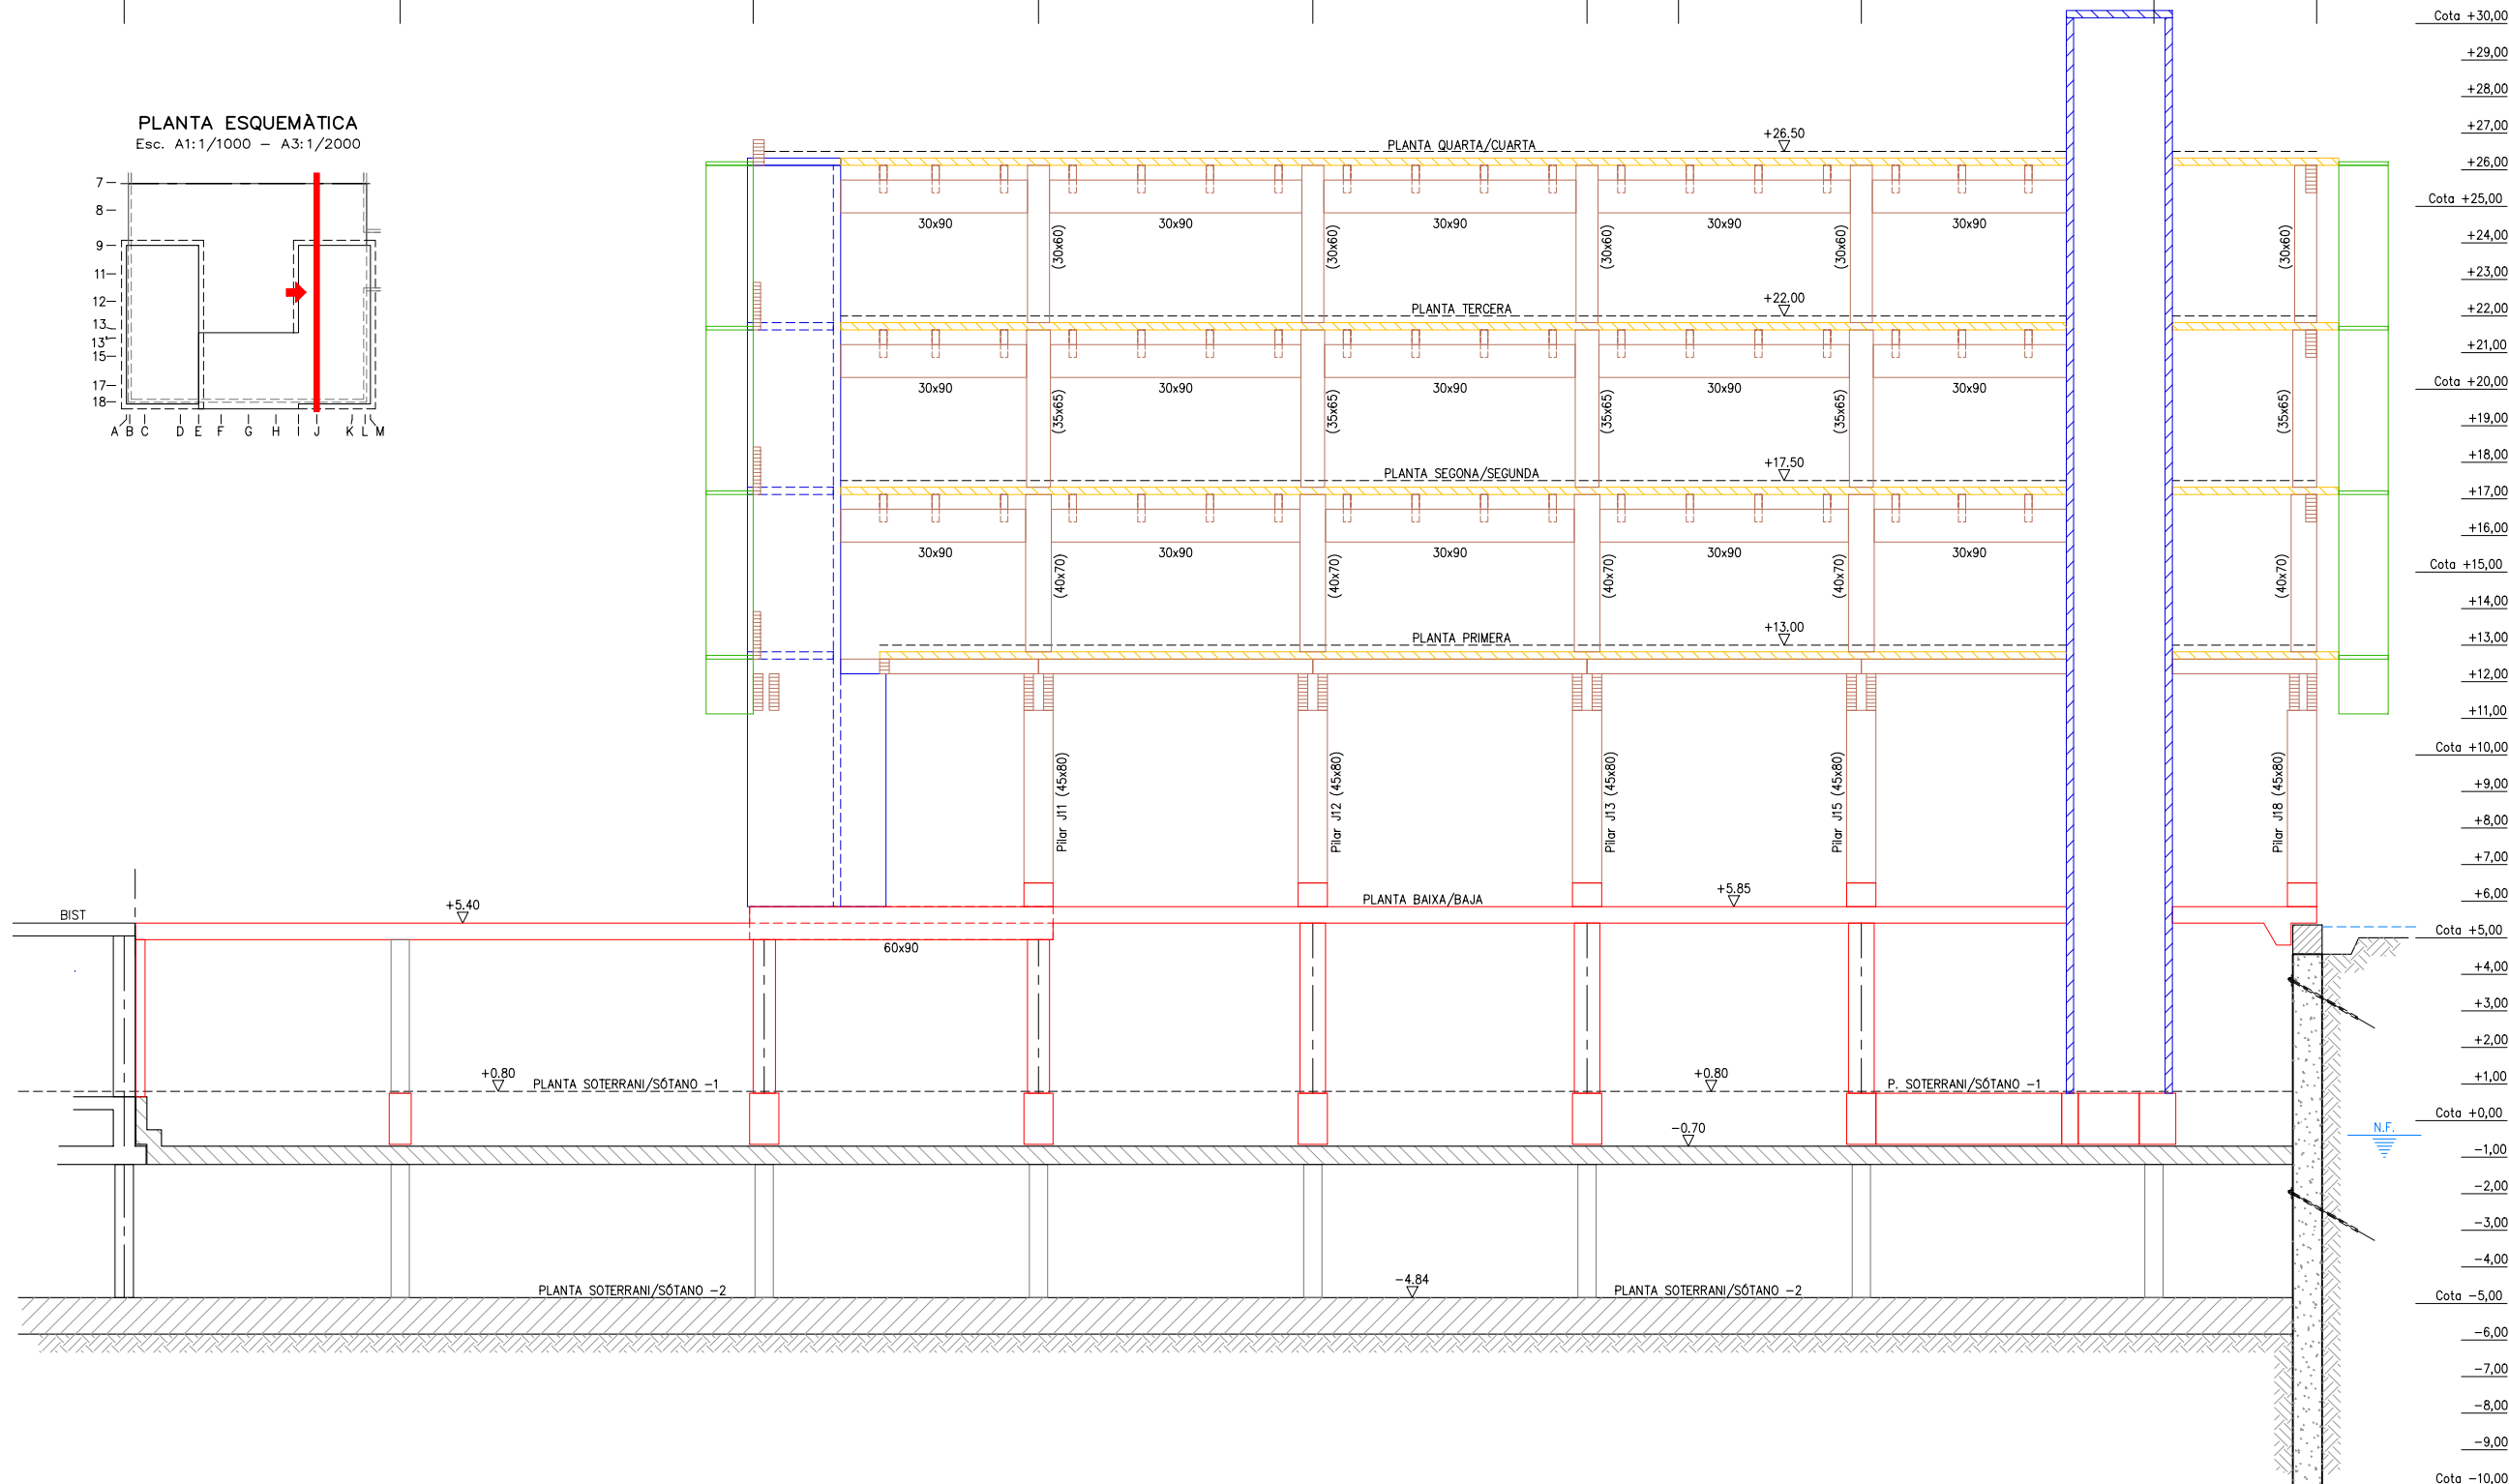 PLANTA ESQUEMÀTICA
Esc. A1:1/1000 – A3:1/2000
7
8
9
11
12
13
13'
15
17
18
A B C D E F G H I J K L M
PLANTA QUARTA/CUARTA
+26.50
30x90 30x90 30x90 30x90 30x90
(30x60) (30x60) (30x60) (30x60) (30x60)
PLANTA TERCERA
+22.00
30x90 30x90 30x90 30x90 30x90
(35x65) (35x65) (35x65) (35x65) (35x65)
PLANTA SEGONA/SEGUNDA
+17.50
30x90 30x90 30x90 30x90 30x90
(40x70) (40x70) (40x70) (40x70) (40x70)
PLANTA PRIMERA
+13.00
Pilar J11 (45x80)
Pilar J12 (45x80)
Pilar J13 (45x80)
Pilar J15 (45x80)
Pilar J18 (45x80)
BIST
+5.40
PLANTA BAIXA/BAJA
+5.85
60x90
+0.80
PLANTA SOTERRANI/SÓTANO –1
+0.80
P. SOTERRANI/SÓTANO –1
–0.70
N.F.
PLANTA SOTERRANI/SÓTANO –2
–4.84
PLANTA SOTERRANI/SÓTANO –2
Cota +30,00
+29,00
+28,00
+27,00
+26,00
Cota +25,00
+24,00
+23,00
+22,00
+21,00
Cota +20,00
+19,00
+18,00
+17,00
+16,00
Cota +15,00
+14,00
+13,00
+12,00
+11,00
Cota +10,00
+9,00
+8,00
+7,00
+6,00
Cota +5,00
+4,00
+3,00
+2,00
+1,00
Cota +0,00
–1,00
–2,00
–3,00
–4,00
Cota –5,00
–6,00
–7,00
–8,00
–9,00
Cota –10,00